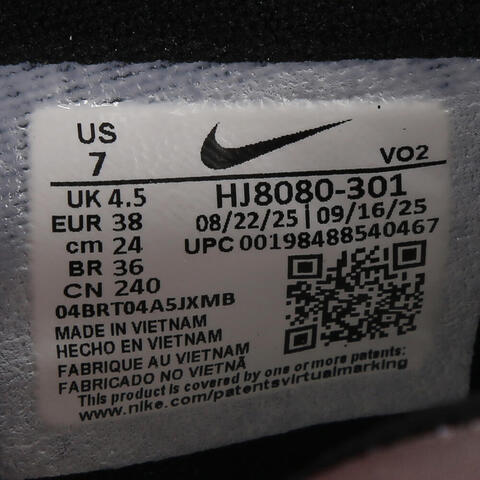 US
7
VO2
UK 4.5
EUR 38
cm 24
BR 36
CN 240
HJ8080-301
08/22/25 | 09/16/25
UPC 00198488540467
04BRT04A5JXMB
MADE IN VIETNAM
HECHO EN VIETNAM
FABRIQUE AU VIETNAM
FABRICADO NO VIETNÃ
This product is covered by one or more patents:
www.nike.com/patentsvirtualmarking